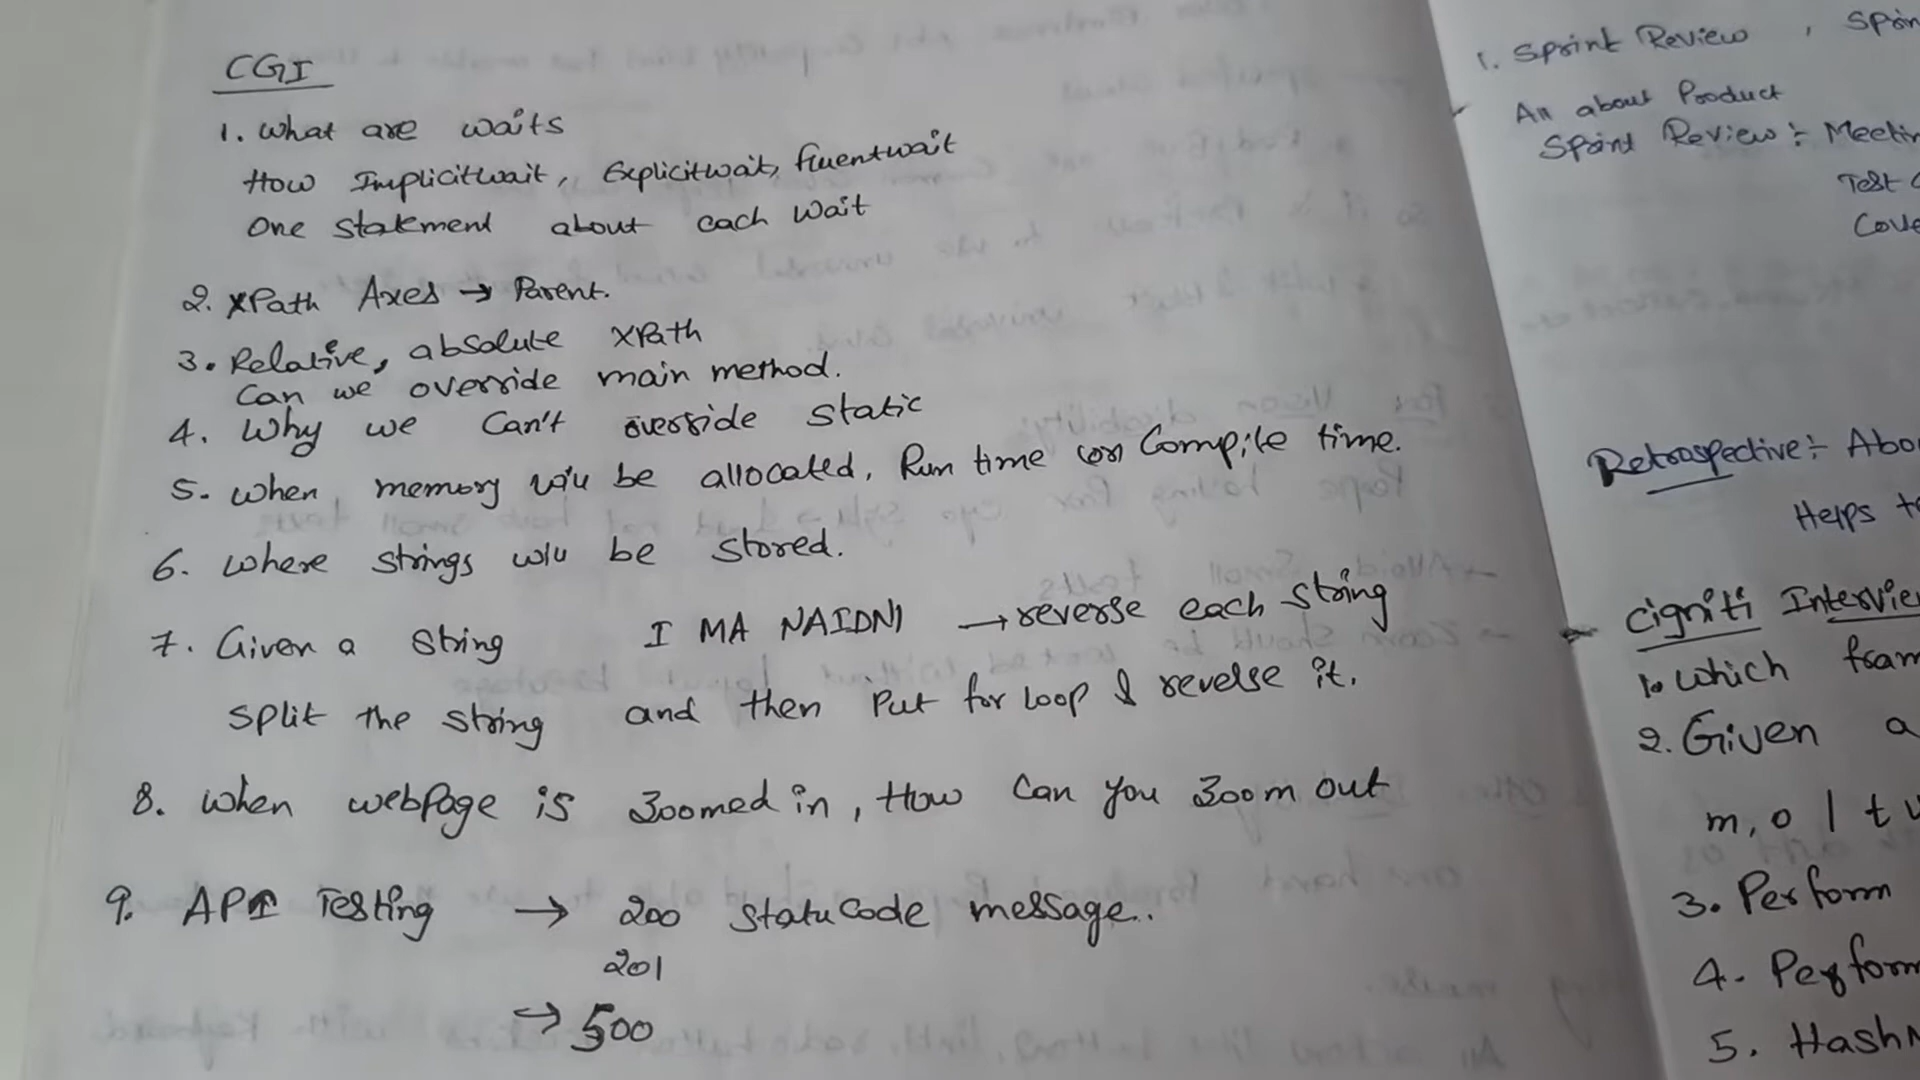 CGI
1. What are waits
How Implicitwait, Explicitwait, fluentwait
One statement about each wait
2. XPath Axes → Parent.
3. Relative, absolute XPath
Can we override main method.
4. Why we Can't override static
5. When memory will be allocated, Run time (or) Compile time.
6. Where strings will be stored.
7. Given a String I MA NAIDNI → reverse each string
Split the string and then Put for loop & reverse it.
8. When webpage is zoomed in, How Can you zoom out
9. API Testing → 200 StatuCode message..
201
→ 500
1. Sprint Review, Sprin
An about Product
Sprint Review :- Meetin
Test C
Cove
Retrospective :- Abo
Helps t
Cigniti Intervie
1. Which fram
2. Given a
m, o l t
3. Perform
4. Perform
5. Hash